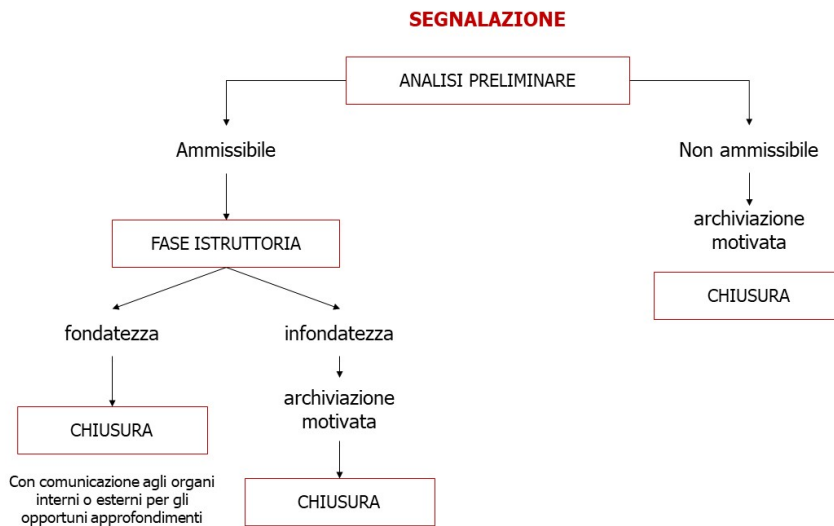 SEGNALAZIONE
ANALISI PRELIMINARE
Ammissibile
Non ammissibile
archiviazione
motivata
FASE ISTRUTTORIA
CHIUSURA
fondatezza
infondatezza
archiviazione
motivata
CHIUSURA
Con comunicazione agli organi
interni o esterni per gli
opportuni approfondimenti
CHIUSURA